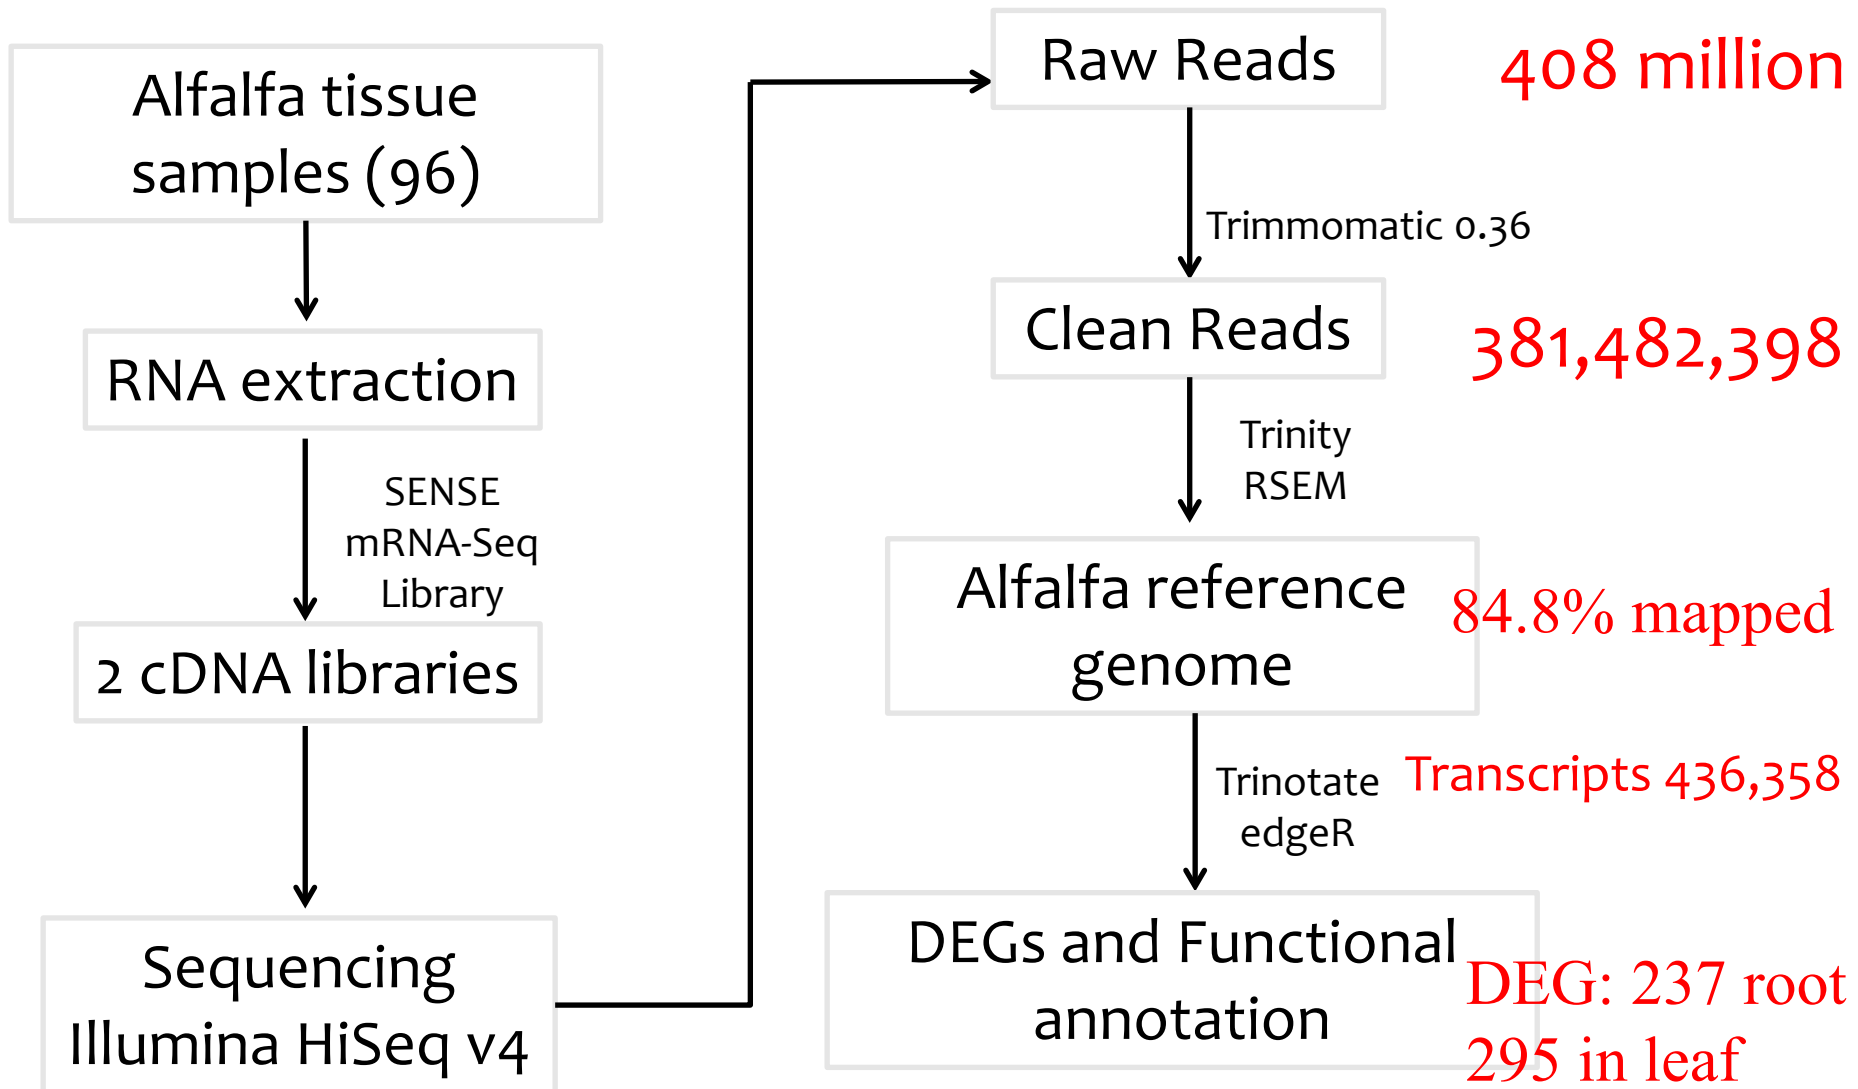 Alfalfa tissue
samples (96)
RNA extraction
SENSE
mRNA-Seq
Library
2 cDNA libraries
Sequencing
Illumina HiSeq v4
Raw Reads
408 million
Trimmomatic 0.36
Clean Reads
381,482,398
Trinity
RSEM
Alfalfa reference
genome
84.8% mapped
Trinotate
edgeR
Transcripts 436,358
DEGs and Functional
annotation
DEG: 237 root
295 in leaf